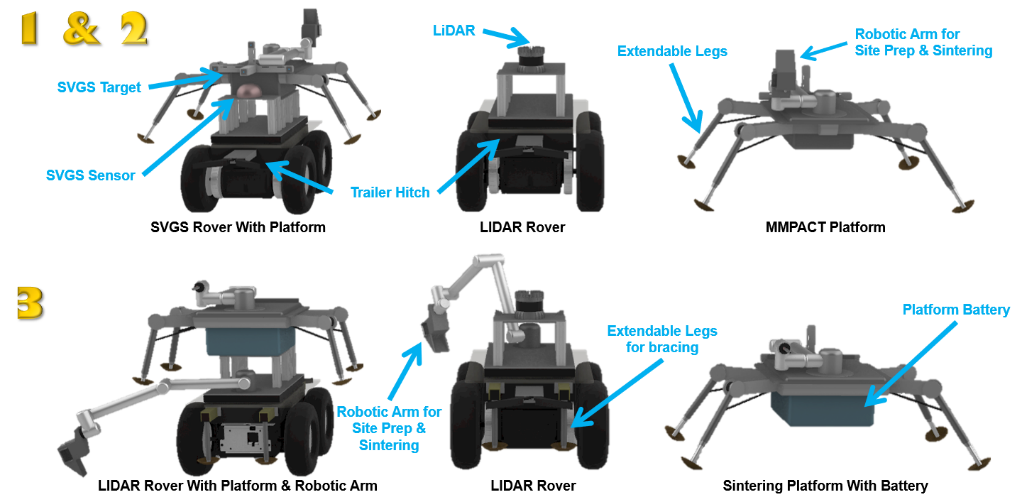 1 & 2
LiDAR
SVGS Target
SVGS Sensor
Trailer Hitch
Extendable Legs
Robotic Arm for
Site Prep & Sintering
SVGS Rover With Platform
LIDAR Rover
MMPACT Platform
3
Robotic Arm for
Site Prep &
Sintering
Extendable Legs
for bracing
Platform Battery
LIDAR Rover With Platform & Robotic Arm
LIDAR Rover
Sintering Platform With Battery